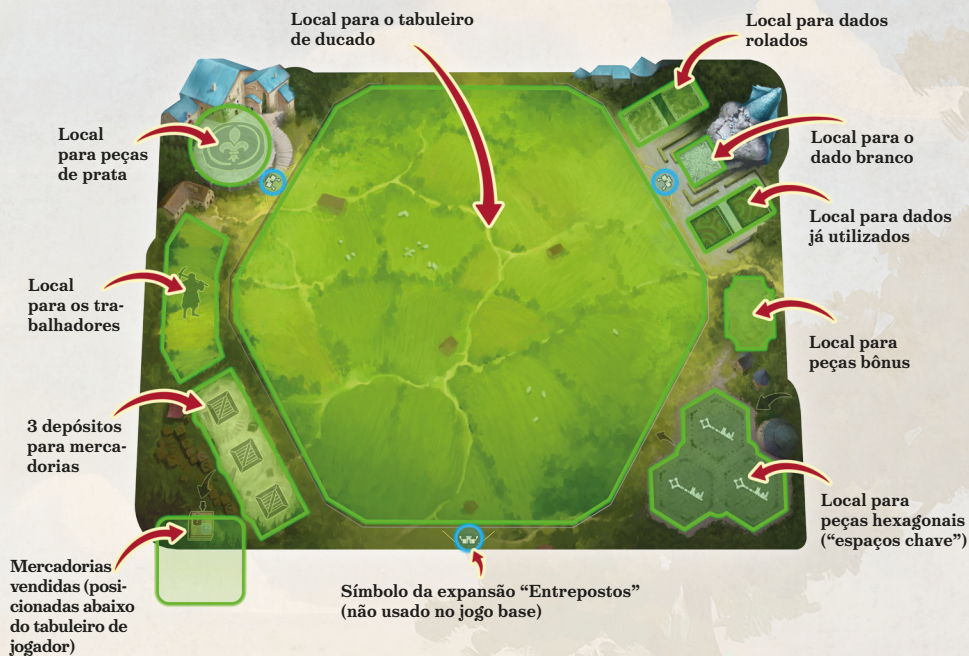 Local para o tabuleiro
de ducado
Local para dados
rolados
Local
para peças
de prata
Local para o
dado branco
Local para dados
já utilizados
Local
para os tra-
balhadores
Local para
peças bônus
3 depósitos
para merca-
dorias
Local para
peças hexagonais
(“espaços chave”)
Mercadorias
vendidas (posi-
cionadas abaixo
do tabuleiro de
jogador)
Símbolo da expansão “Entrepostos”
(não usado no jogo base)